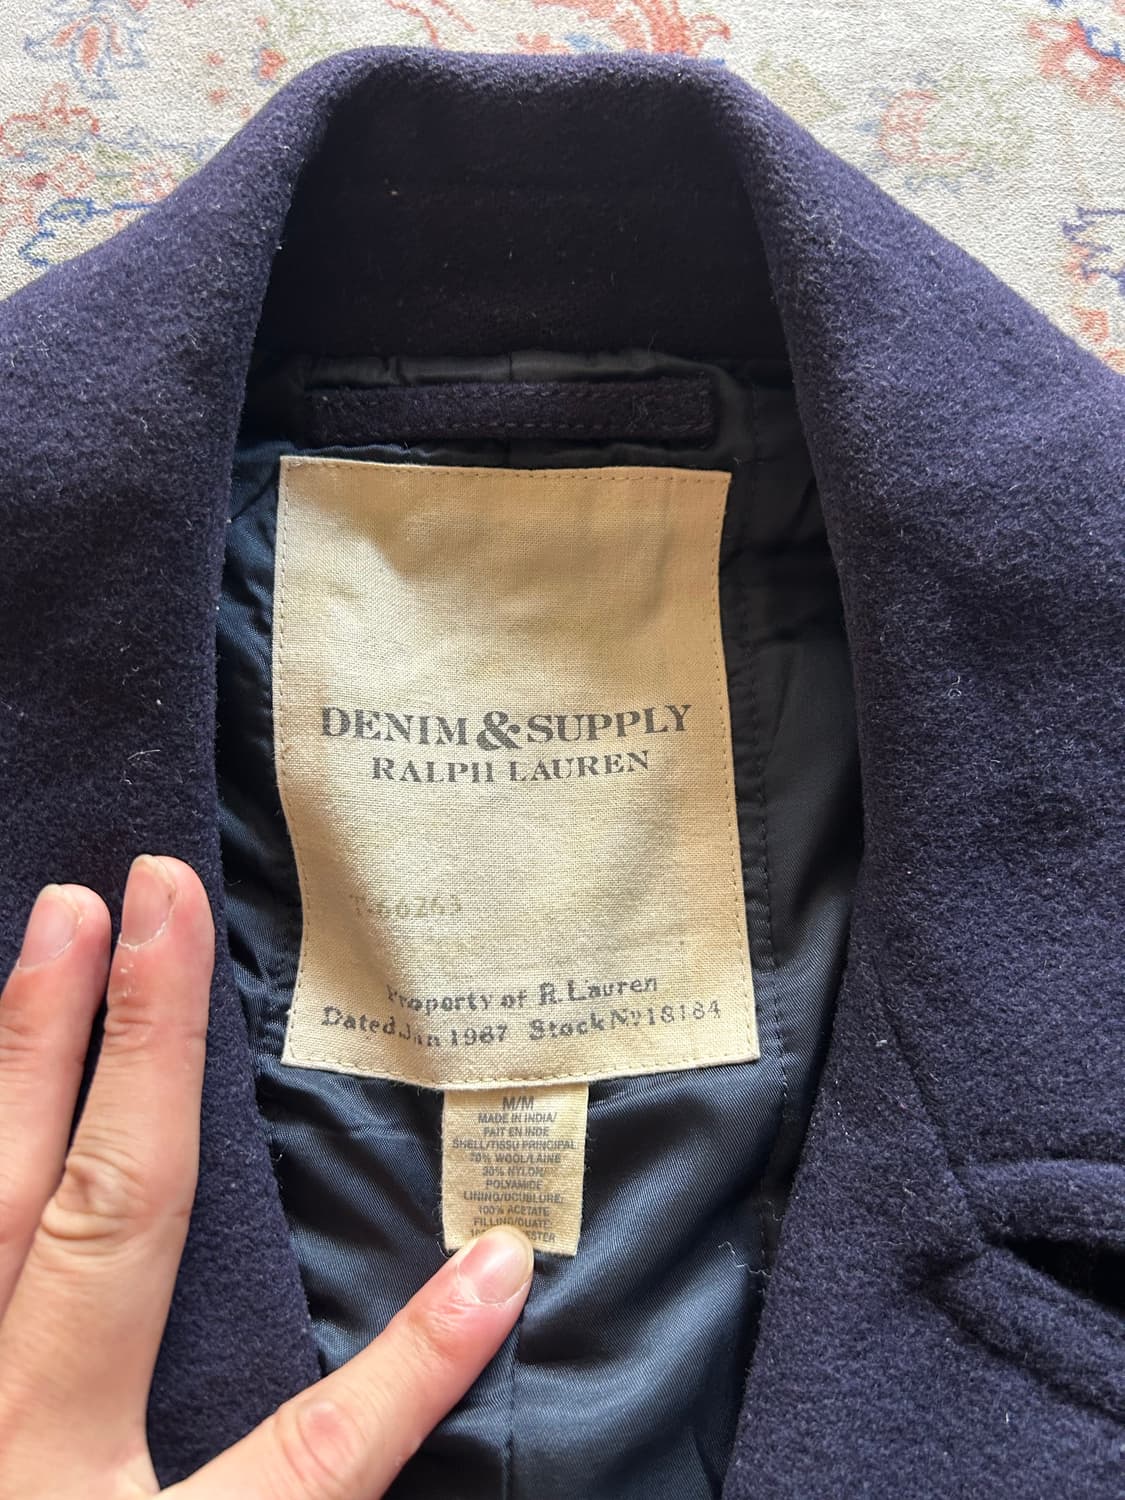 DENIM & SUPPLY
RALPH LAUREN
T-66263
Property of R. Lauren
Dated Jan 1967 Stock No 18184
M/M
MADE IN INDIA/
FAIT EN INDE
SHELL/TISSU PRINCIPAL
70% WOOL/LAINE
30% NYLON/
POLYAMIDE
LINING/DOUBLURE:
100% ACETATE
FILLING/OUATE: